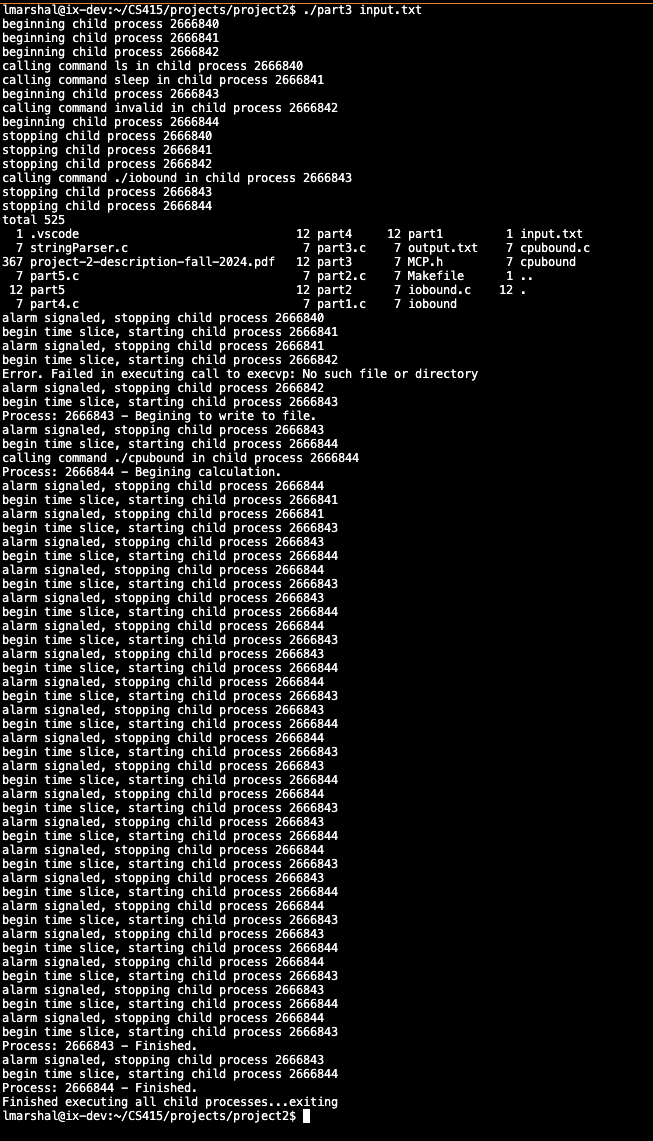 lmarshal@ix-dev:~/CS415/projects/project2$ ./part3 input.txt
beginning child process 2666840
beginning child process 2666841
beginning child process 2666842
calling command ls in child process 2666840
calling command sleep in child process 2666841
beginning child process 2666843
calling command invalid in child process 2666842
beginning child process 2666844
stopping child process 2666840
stopping child process 2666841
stopping child process 2666842
calling command ./iobound in child process 2666843
stopping child process 2666843
stopping child process 2666844
total 525
1 .vscode 12 part4 12 part1 1 input.txt
7 stringParser.c 7 part3.c 7 output.txt 7 cpubound.c
367 project-2-description-fall-2024.pdf 12 part3 7 MCP.h 7 cpubound
7 part5.c 7 part2.c 7 Makefile 1 ..
12 part5 12 part2 7 iobound.c 12 .
7 part4.c 7 part1.c 7 iobound
alarm signaled, stopping child process 2666840
begin time slice, starting child process 2666841
alarm signaled, stopping child process 2666841
begin time slice, starting child process 2666842
Error. Failed in executing call to execvp: No such file or directory
alarm signaled, stopping child process 2666842
begin time slice, starting child process 2666843
Process: 2666843 - Begining to write to file.
alarm signaled, stopping child process 2666843
begin time slice, starting child process 2666844
calling command ./cpubound in child process 2666844
Process: 2666844 - Begining calculation.
alarm signaled, stopping child process 2666844
begin time slice, starting child process 2666841
alarm signaled, stopping child process 2666841
begin time slice, starting child process 2666843
alarm signaled, stopping child process 2666843
begin time slice, starting child process 2666844
alarm signaled, stopping child process 2666844
begin time slice, starting child process 2666843
alarm signaled, stopping child process 2666843
begin time slice, starting child process 2666844
alarm signaled, stopping child process 2666844
begin time slice, starting child process 2666843
alarm signaled, stopping child process 2666843
begin time slice, starting child process 2666844
alarm signaled, stopping child process 2666844
begin time slice, starting child process 2666843
alarm signaled, stopping child process 2666843
begin time slice, starting child process 2666844
alarm signaled, stopping child process 2666844
begin time slice, starting child process 2666843
alarm signaled, stopping child process 2666843
begin time slice, starting child process 2666844
alarm signaled, stopping child process 2666844
begin time slice, starting child process 2666843
alarm signaled, stopping child process 2666843
begin time slice, starting child process 2666844
alarm signaled, stopping child process 2666844
begin time slice, starting child process 2666843
alarm signaled, stopping child process 2666843
begin time slice, starting child process 2666844
alarm signaled, stopping child process 2666844
begin time slice, starting child process 2666843
alarm signaled, stopping child process 2666843
begin time slice, starting child process 2666844
alarm signaled, stopping child process 2666844
begin time slice, starting child process 2666843
alarm signaled, stopping child process 2666843
begin time slice, starting child process 2666844
alarm signaled, stopping child process 2666844
begin time slice, starting child process 2666843
Process: 2666843 - Finished.
alarm signaled, stopping child process 2666843
begin time slice, starting child process 2666844
Process: 2666844 - Finished.
Finished executing all child processes...exiting
lmarshal@ix-dev:~/CS415/projects/project2$